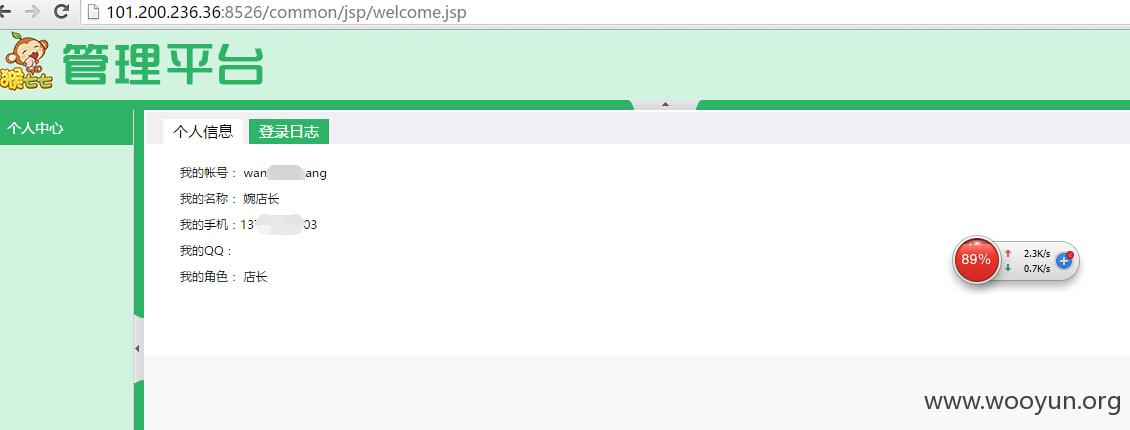 101.200.236.36:8526/common/jsp/welcome.jsp
猴七七
管理平台
个人中心
个人信息 登录日志
我的帐号： wan ang
我的名称： 婉店长
我的手机：13 03
我的QQ：
我的角色： 店长
89%
2.3K/s
0.7K/s
www.wooyun.org